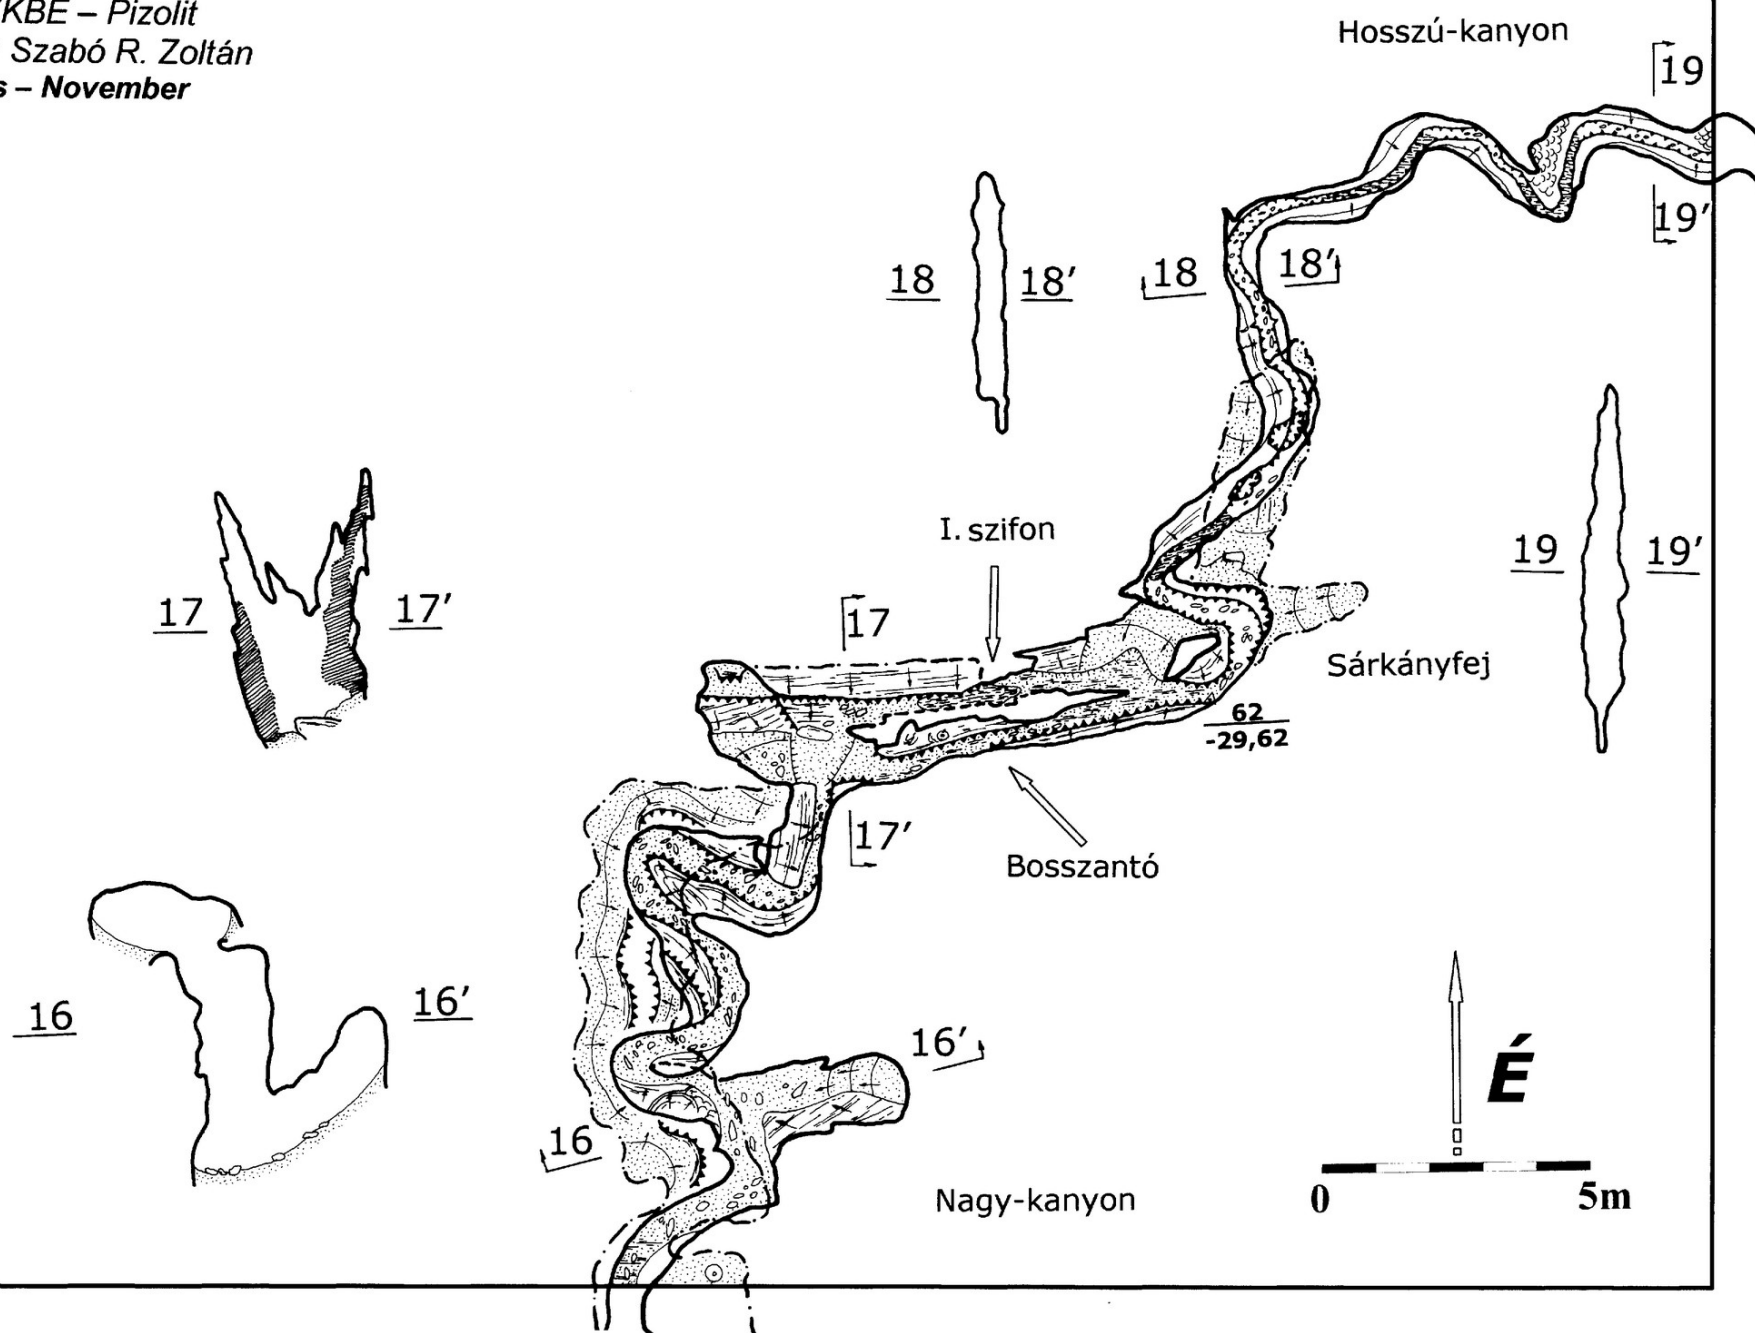 KBE – Pizolit
Szabó R. Zoltán
s – November
Hosszú-kanyon
19
19'
18
18'
18
18'
I. szifon
19
19'
17
17'
17
Sárkányfej
62
-29,62
17'
Bosszantó
16
16'
16'
16
É
Nagy-kanyon
0
5m